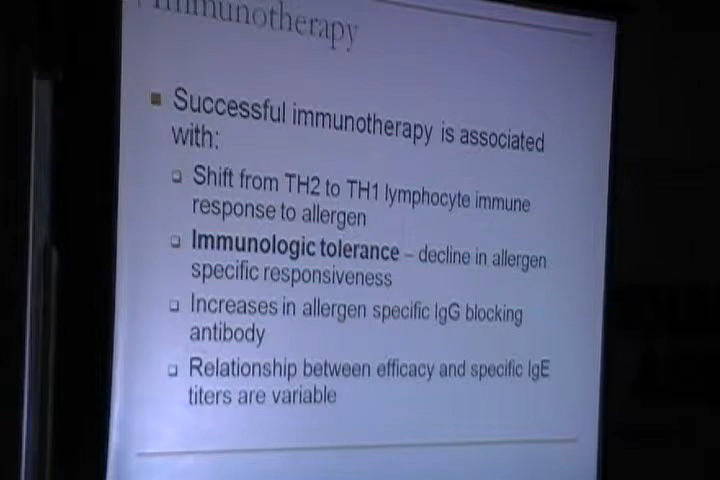 Immunotherapy
Successful immunotherapy is associated
with:
Shift from TH2 to TH1 lymphocyte immune
response to allergen
Immunologic tolerance – decline in allergen
specific responsiveness
Increases in allergen specific IgG blocking
antibody
Relationship between efficacy and specific IgE
titers are variable